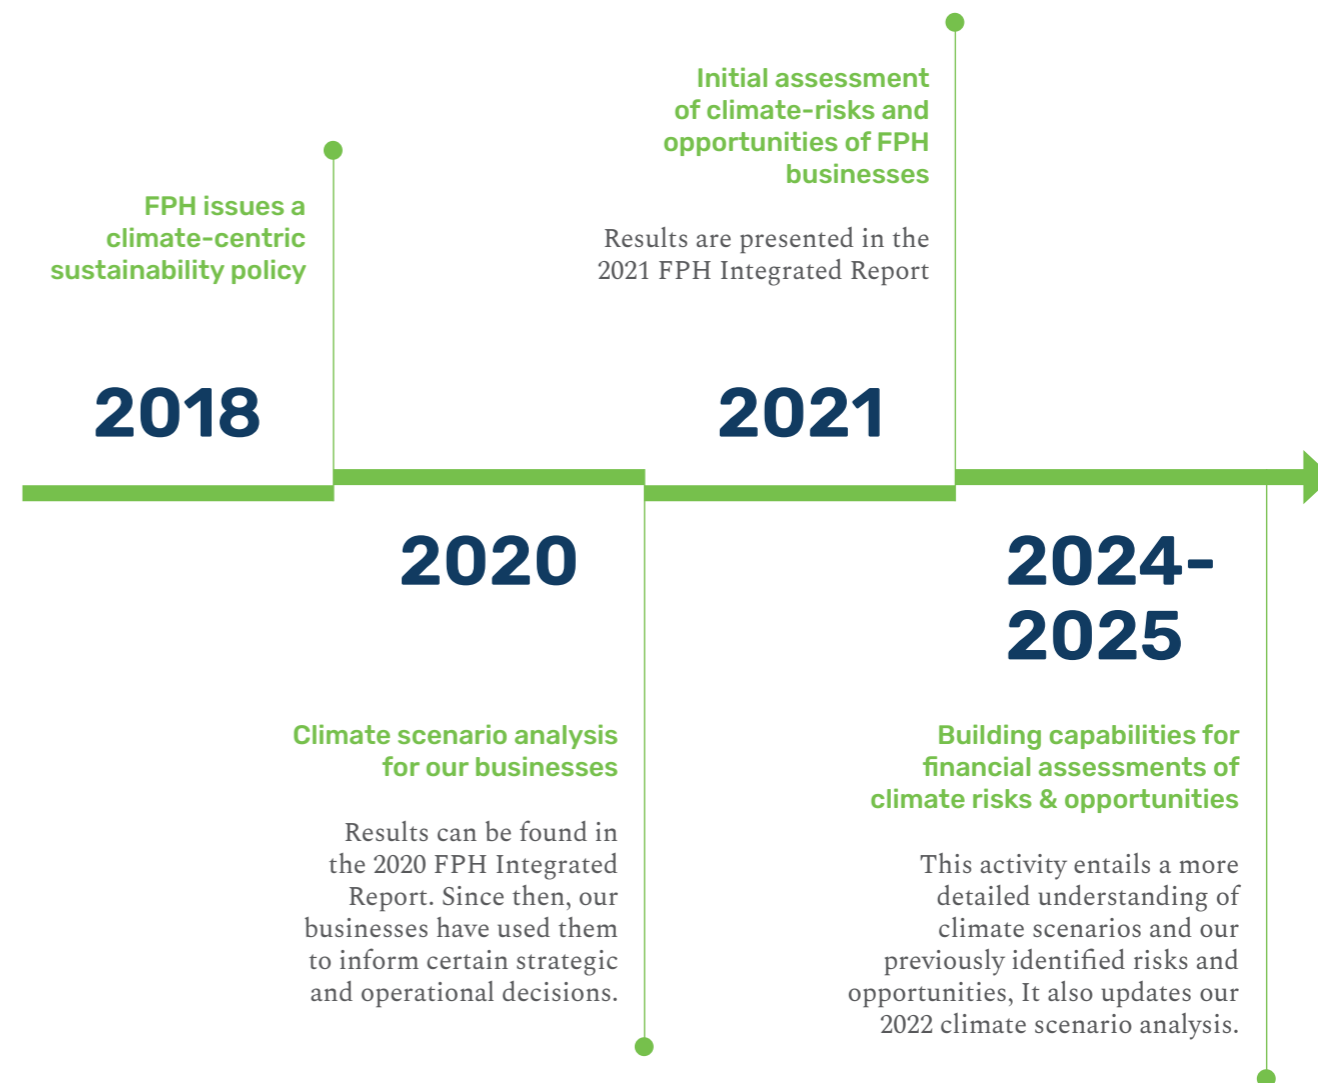 FPH issues a
climate-centric
sustainability policy
2018
2020
Climate scenario analysis
for our businesses
Results can be found in
the 2020 FPH Integrated
Report. Since then, our
businesses have used them
to inform certain strategic
and operational decisions.
Initial assessment
of climate-risks and
opportunities of FPH
businesses
Results are presented in the
2021 FPH Integrated Report
2021
2024-
2025
Building capabilities for
financial assessments of
climate risks & opportunities
This activity entails a more
detailed understanding of
climate scenarios and our
previously identified risks and
opportunities, It also updates our
2022 climate scenario analysis.